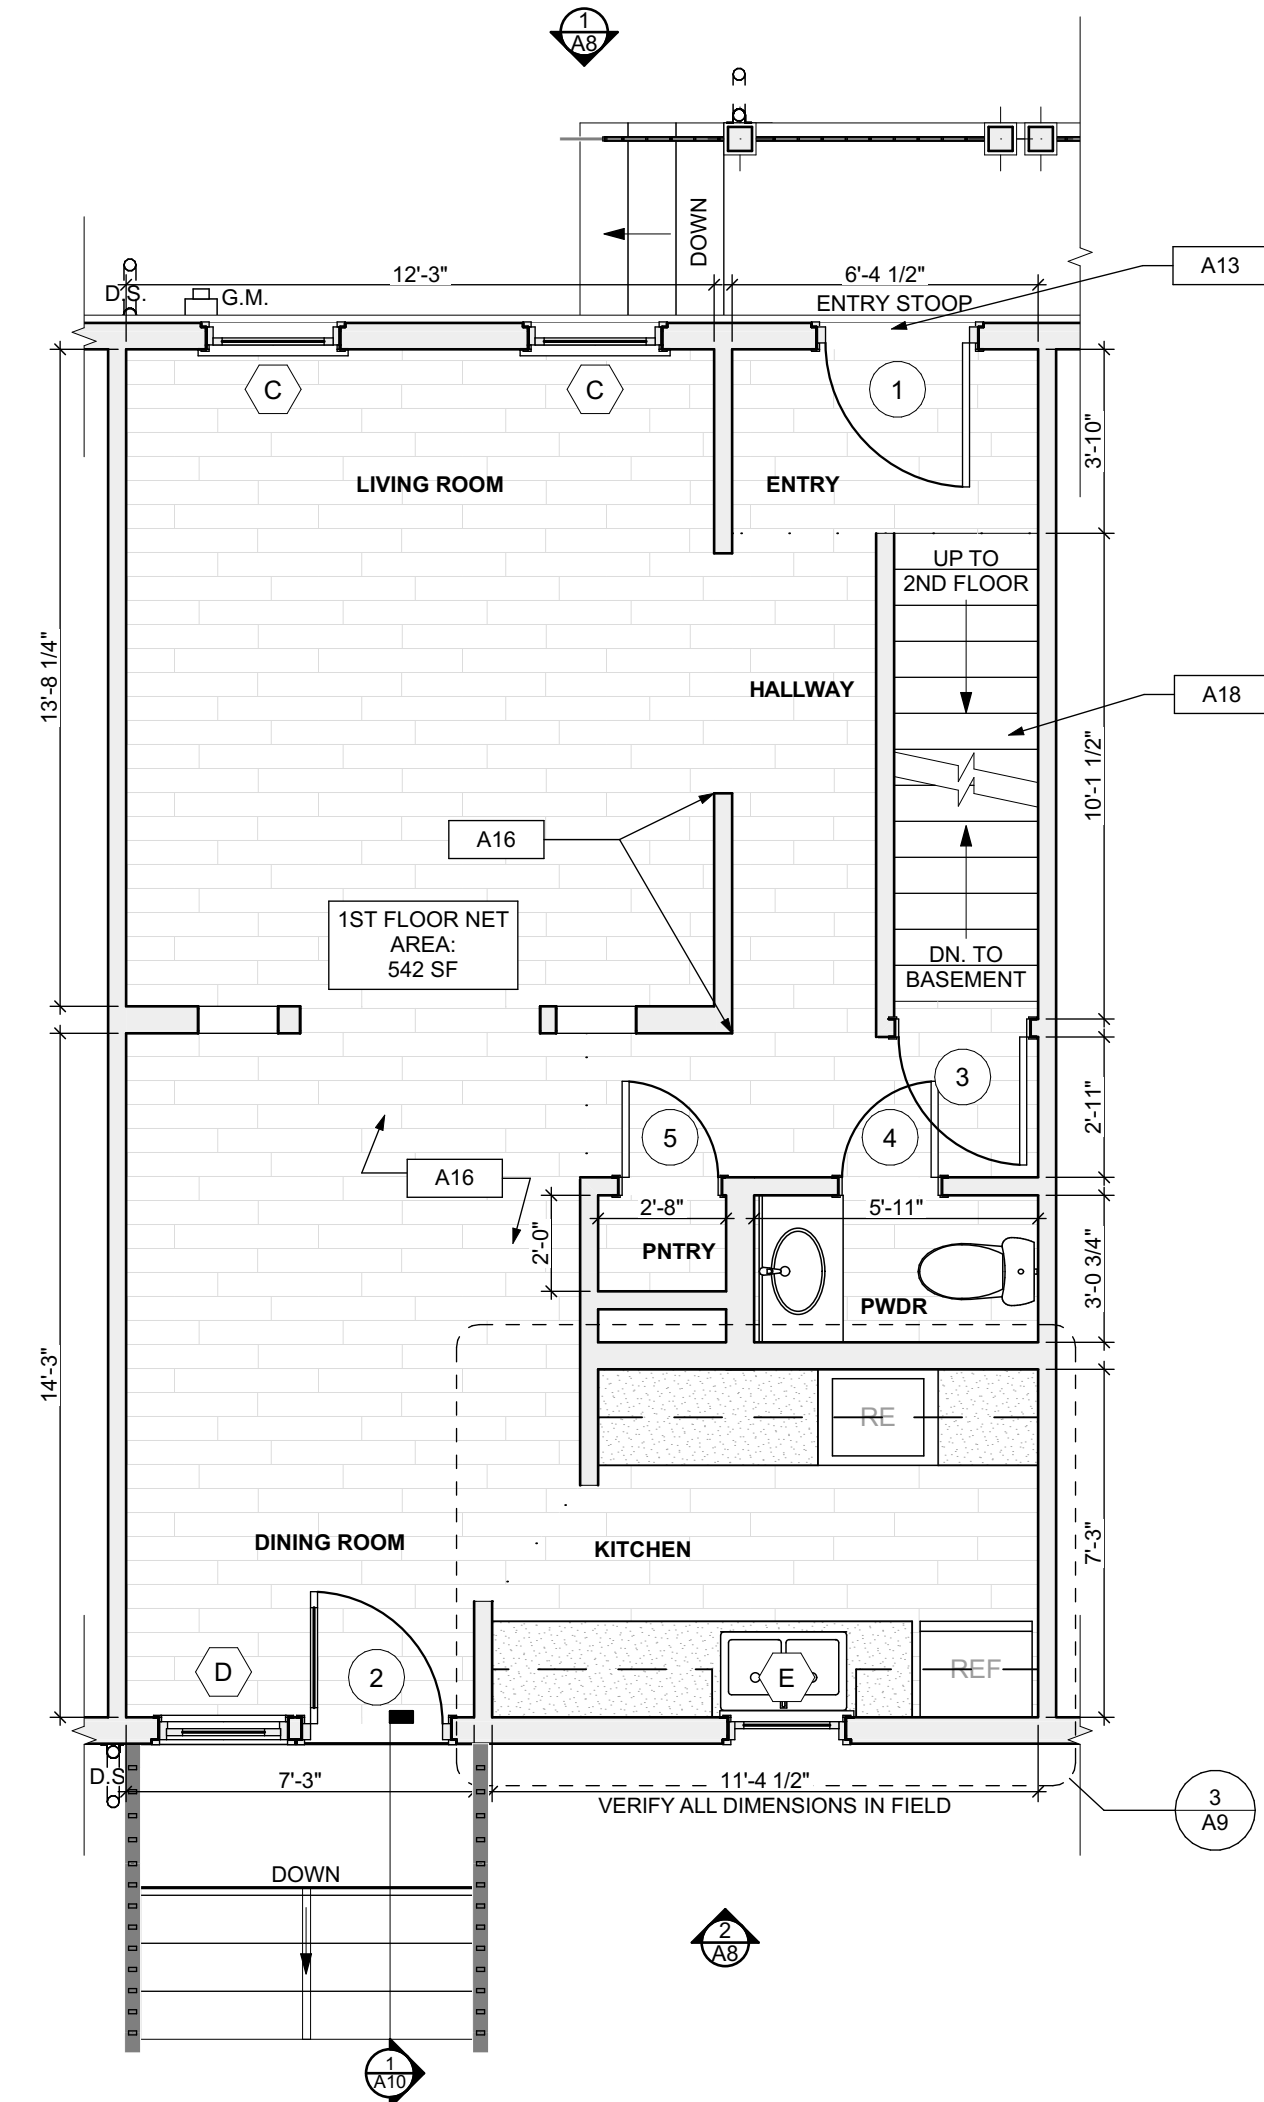 1
A8
DOWN
12'-3"
6'-4 1/2"
A13
D.S.
G.M.
ENTRY STOOP
C
C
1
3'-10"
LIVING ROOM
ENTRY
UP TO
2ND FLOOR
13'-8 1/4"
HALLWAY
A18
10'-1 1/2"
A16
1ST FLOOR NET
AREA:
542 SF
DN. TO
BASEMENT
3
5
4
2'-11"
A16
2'-8"
5'-11"
2'-0"
PNTRY
3'-0 3/4"
PWDR
14'-3"
RE
DINING ROOM
KITCHEN
7'-3"
D
2
E
REF
D.S
7'-3"
11'-4 1/2"
VERIFY ALL DIMENSIONS IN FIELD
3
A9
DOWN
2
A8
1
A10